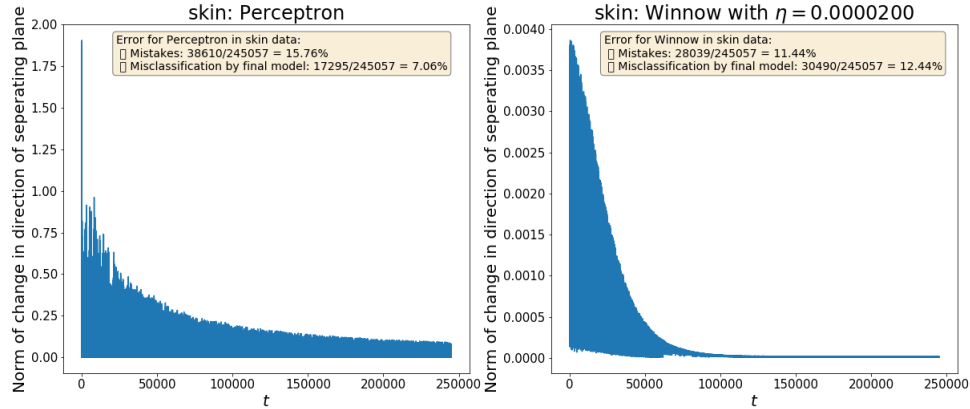 skin: Perceptron
Norm of change in direction of seperating plane
2.00
1.75
1.50
1.25
1.00
0.75
0.50
0.25
0.00
Error for Perceptron in skin data:
▯ Mistakes: 38610/245057 = 15.76%
▯ Misclassification by final model: 17295/245057 = 7.06%
0
50000
100000
150000
200000
250000
t
skin: Winnow with η = 0.0000200
Norm of change in direction of seperating plane
0.0040
0.0035
0.0030
0.0025
0.0020
0.0015
0.0010
0.0005
0.0000
Error for Winnow in skin data:
▯ Mistakes: 28039/245057 = 11.44%
▯ Misclassification by final model: 30490/245057 = 12.44%
0
50000
100000
150000
200000
250000
t